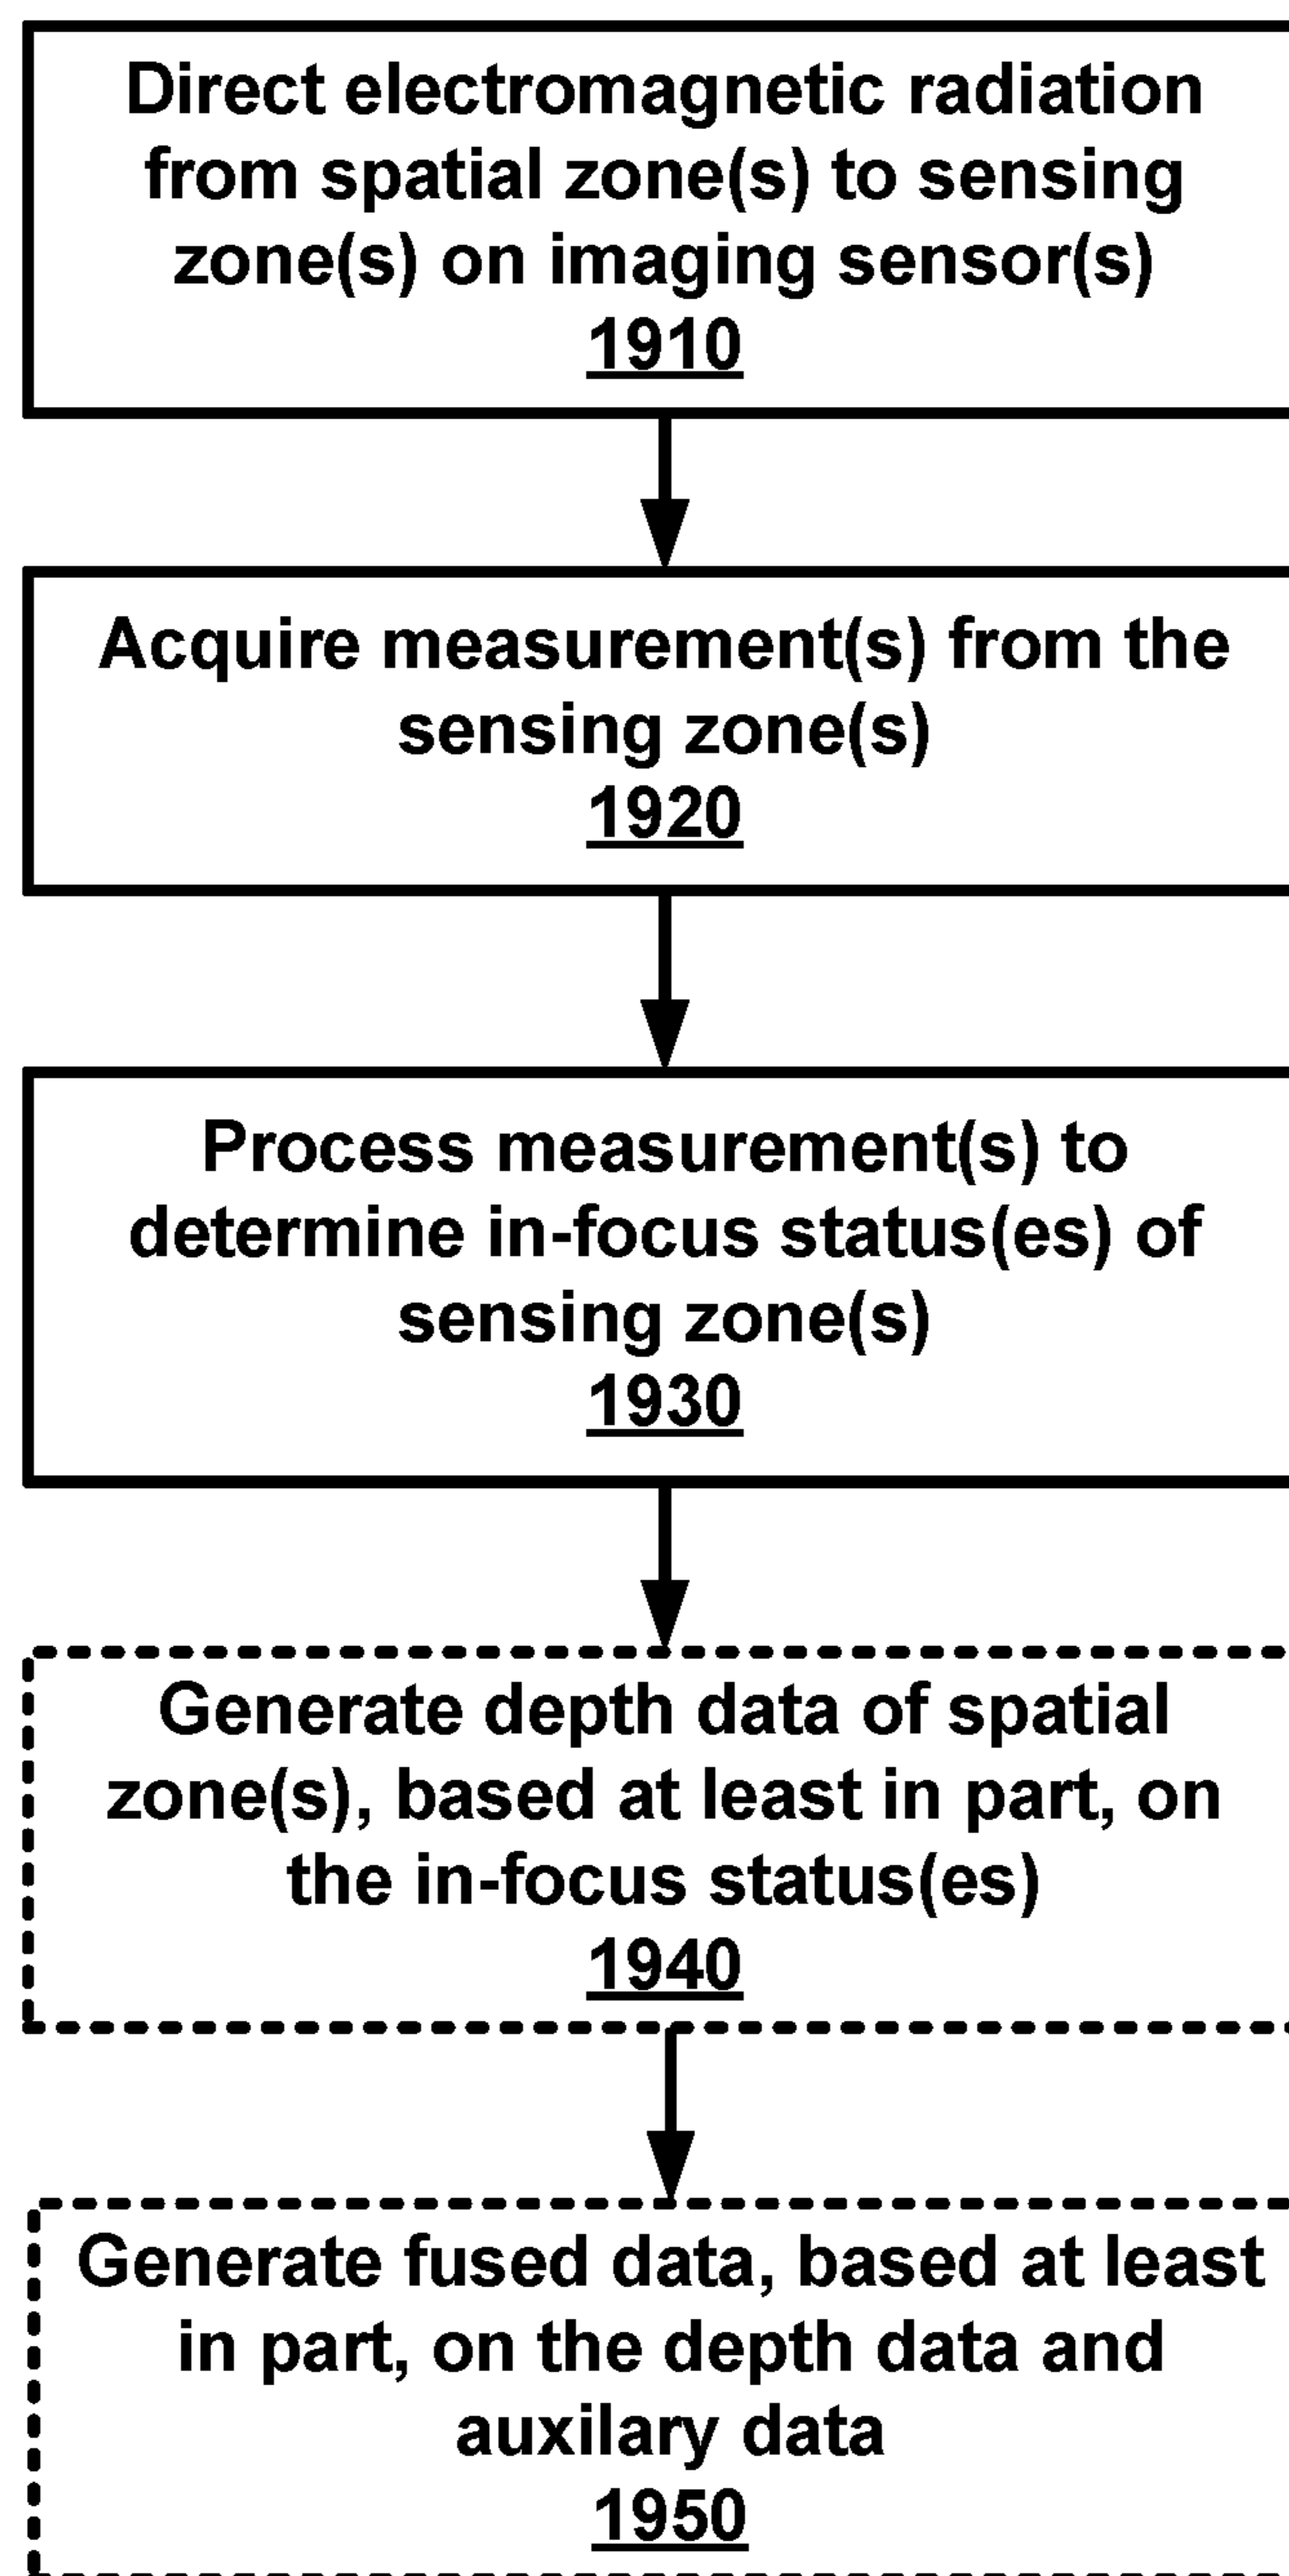 Direct electromagnetic radiation
from spatial zone(s) to sensing
zone(s) on imaging sensor(s)
1910
Acquire measurement(s) from the
sensing zone(s)
1920
Process measurement(s) to
determine in-focus status(es) of
sensing zone(s)
1930
Generate depth data of spatial
zone(s), based at least in part, on
the in-focus status(es)
1940
Generate fused data, based at least
in part, on the depth data and
auxilary data
1950